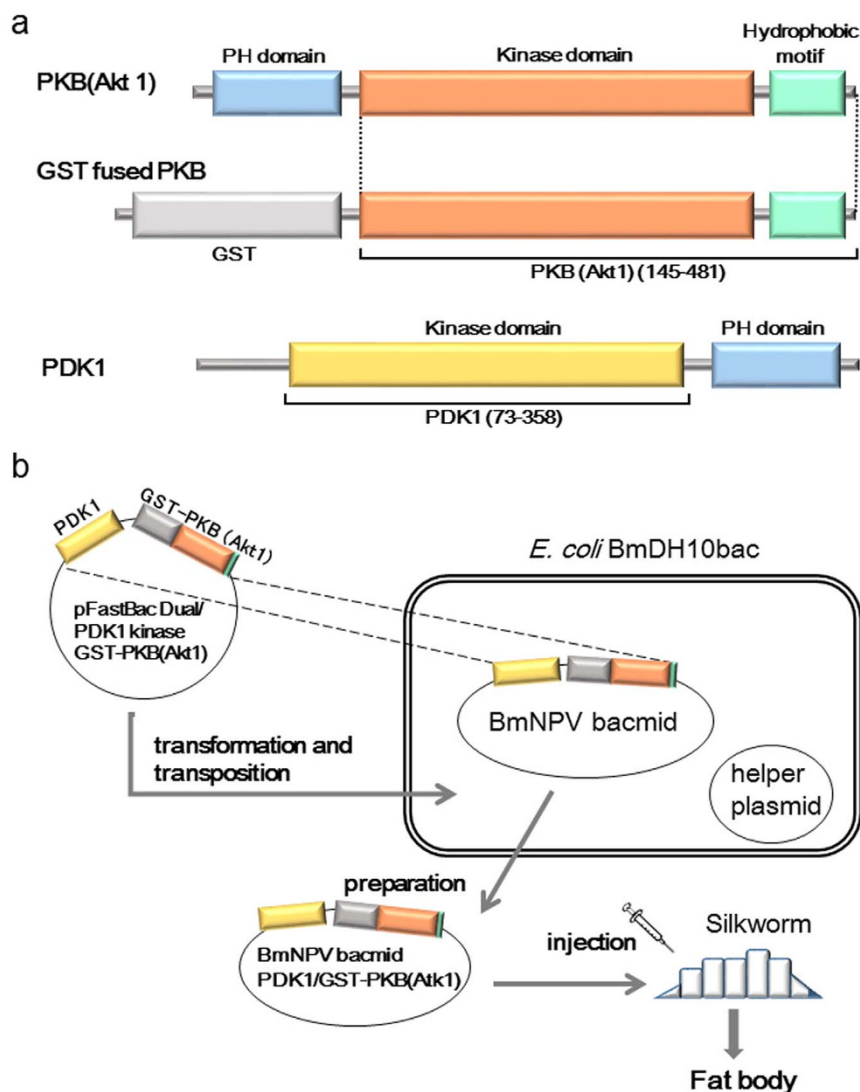 a
PH domain
Kinase domain
Hydrophobic
motif
PKB(Akt 1)
GST fused PKB
GST
PKB (Akt1) (145-481)
Kinase domain
PH domain
PDK1
PDK1 (73-358)
b
PDK1
GST-PKB (Akt1)
pFastBac Dual/
PDK1 kinase
GST-PKB(Akt1)
E. coli BmDH10bac
BmNPV bacmid
helper
plasmid
transformation and
transposition
preparation
BmNPV bacmid
PDK1/GST-PKB(Atk1)
injection
Silkworm
Fat body